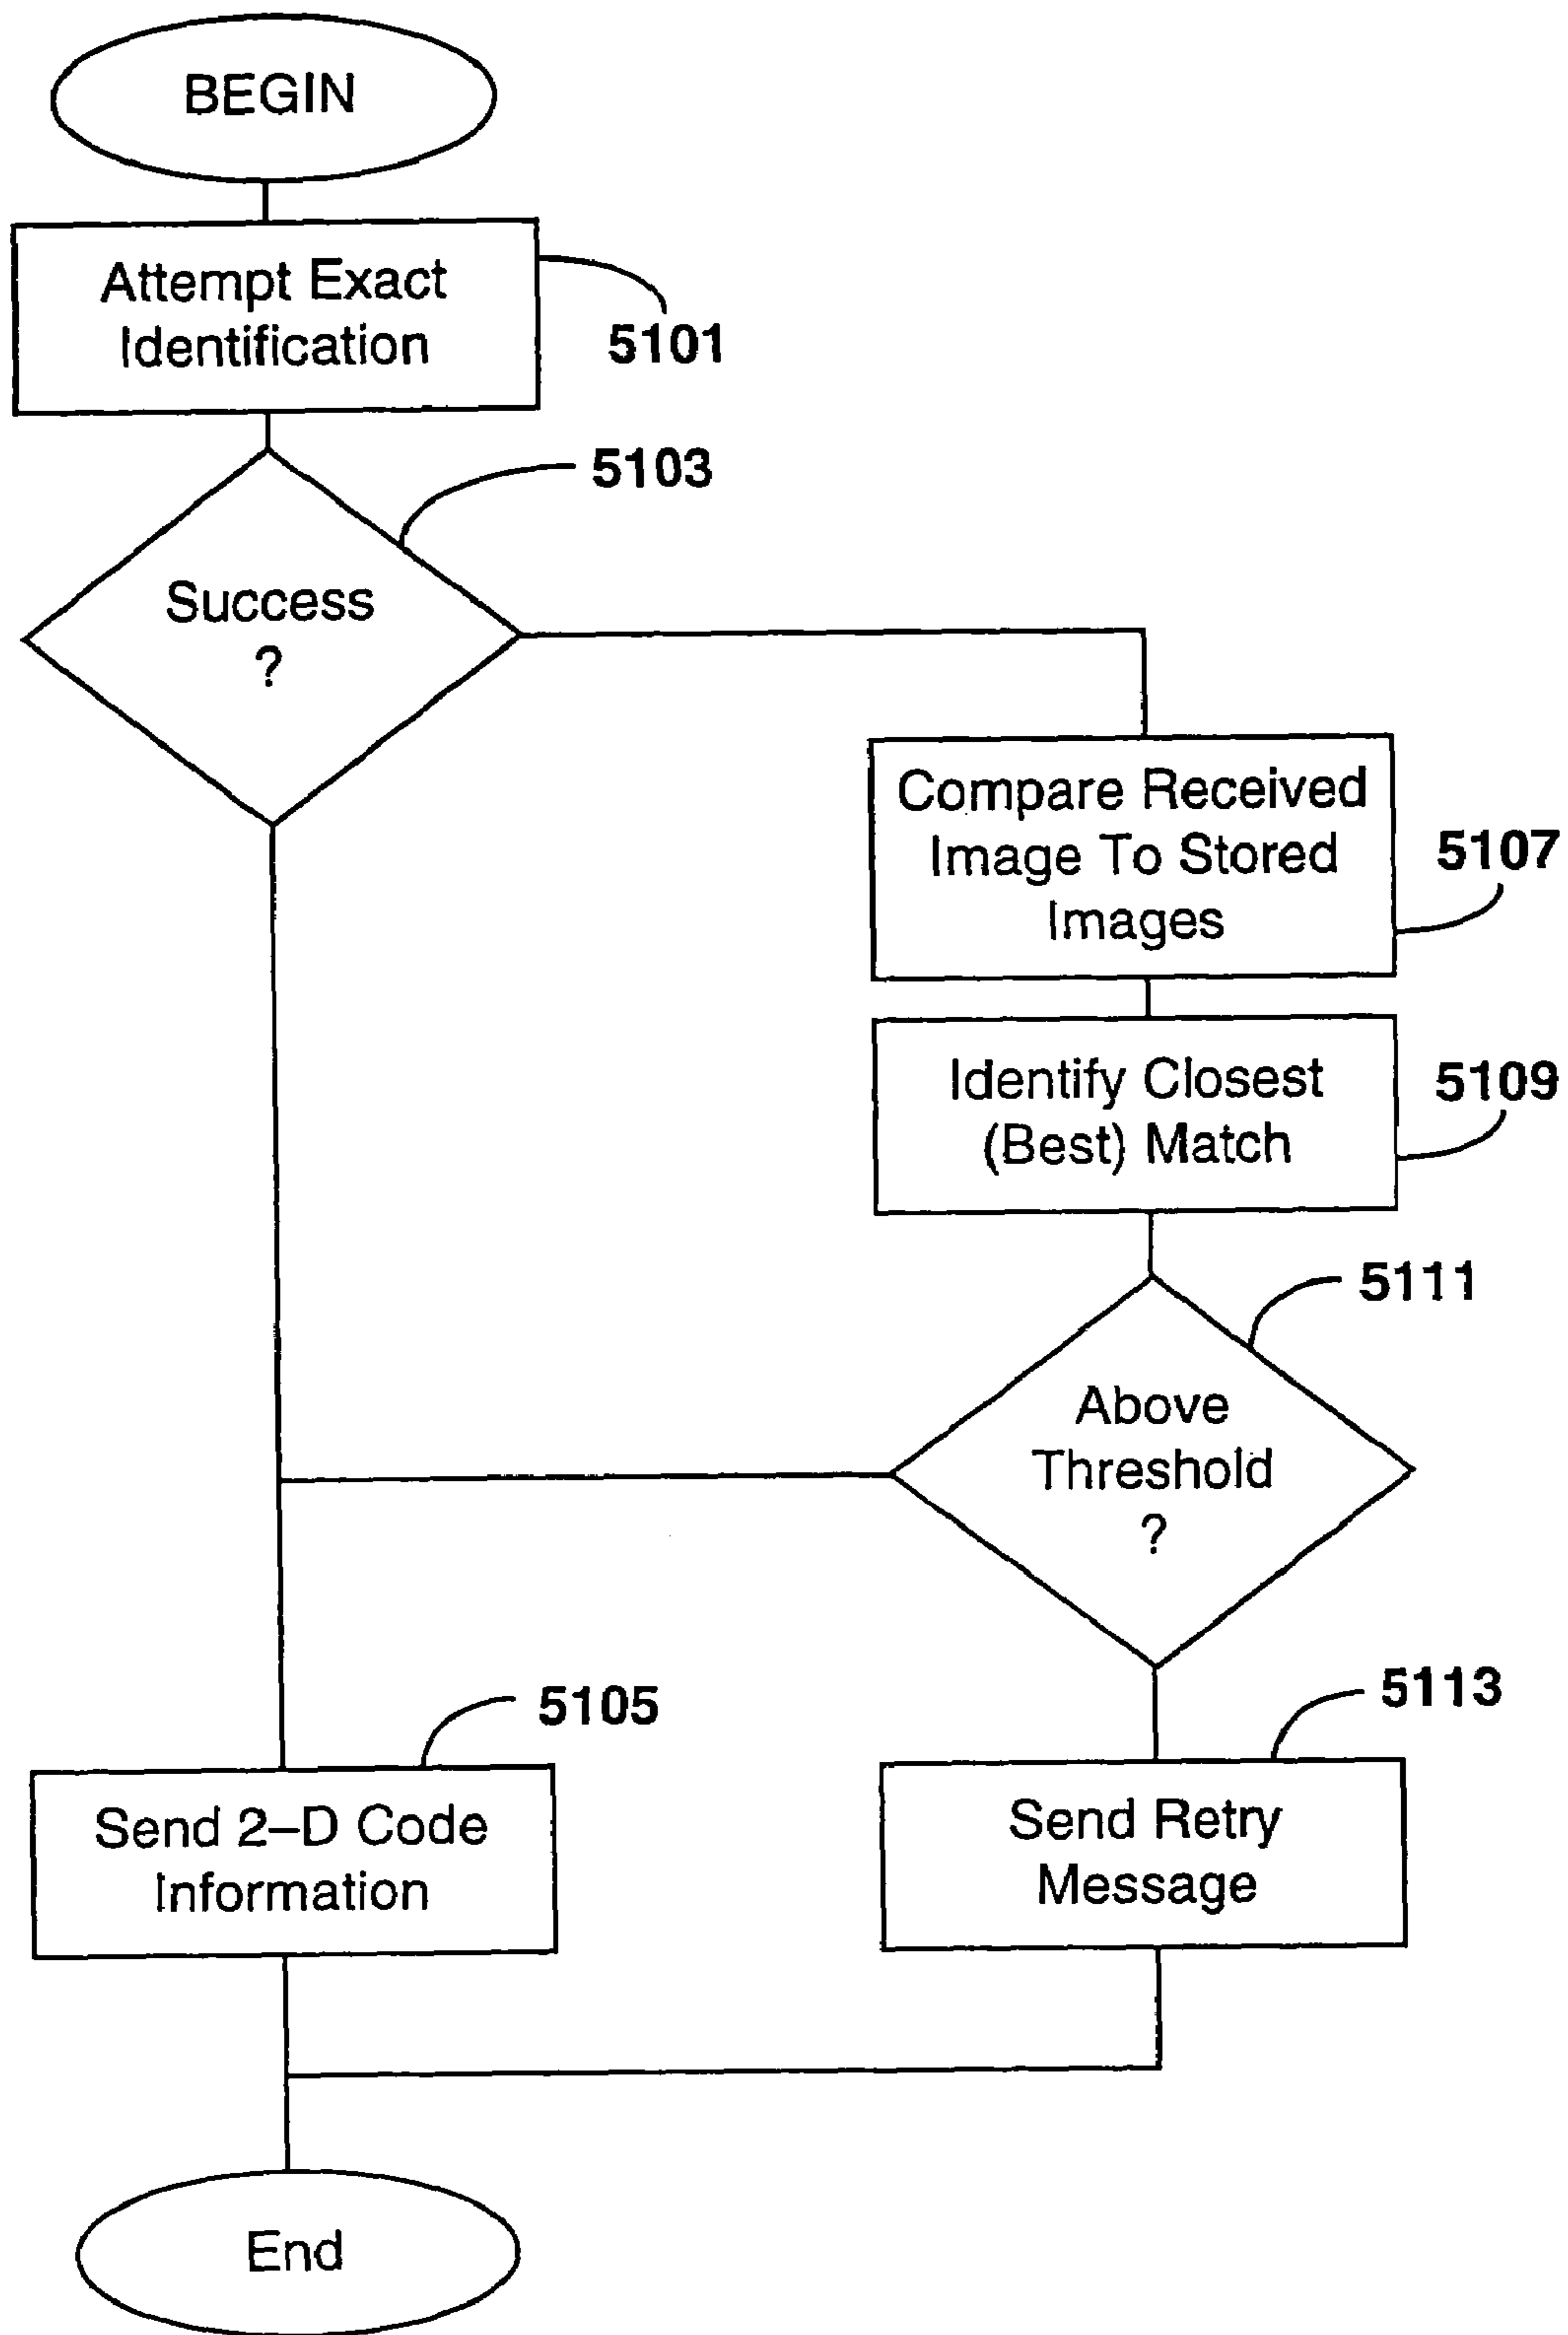 BEGIN
Attempt Exact
Identification
5101
5103
Success
?
Compare Received
Image To Stored
Images
5107
Identify Closest
(Best) Match
5109
5111
Above
Threshold
?
5105
Send 2–D Code
Information
5113
Send Retry
Message
End